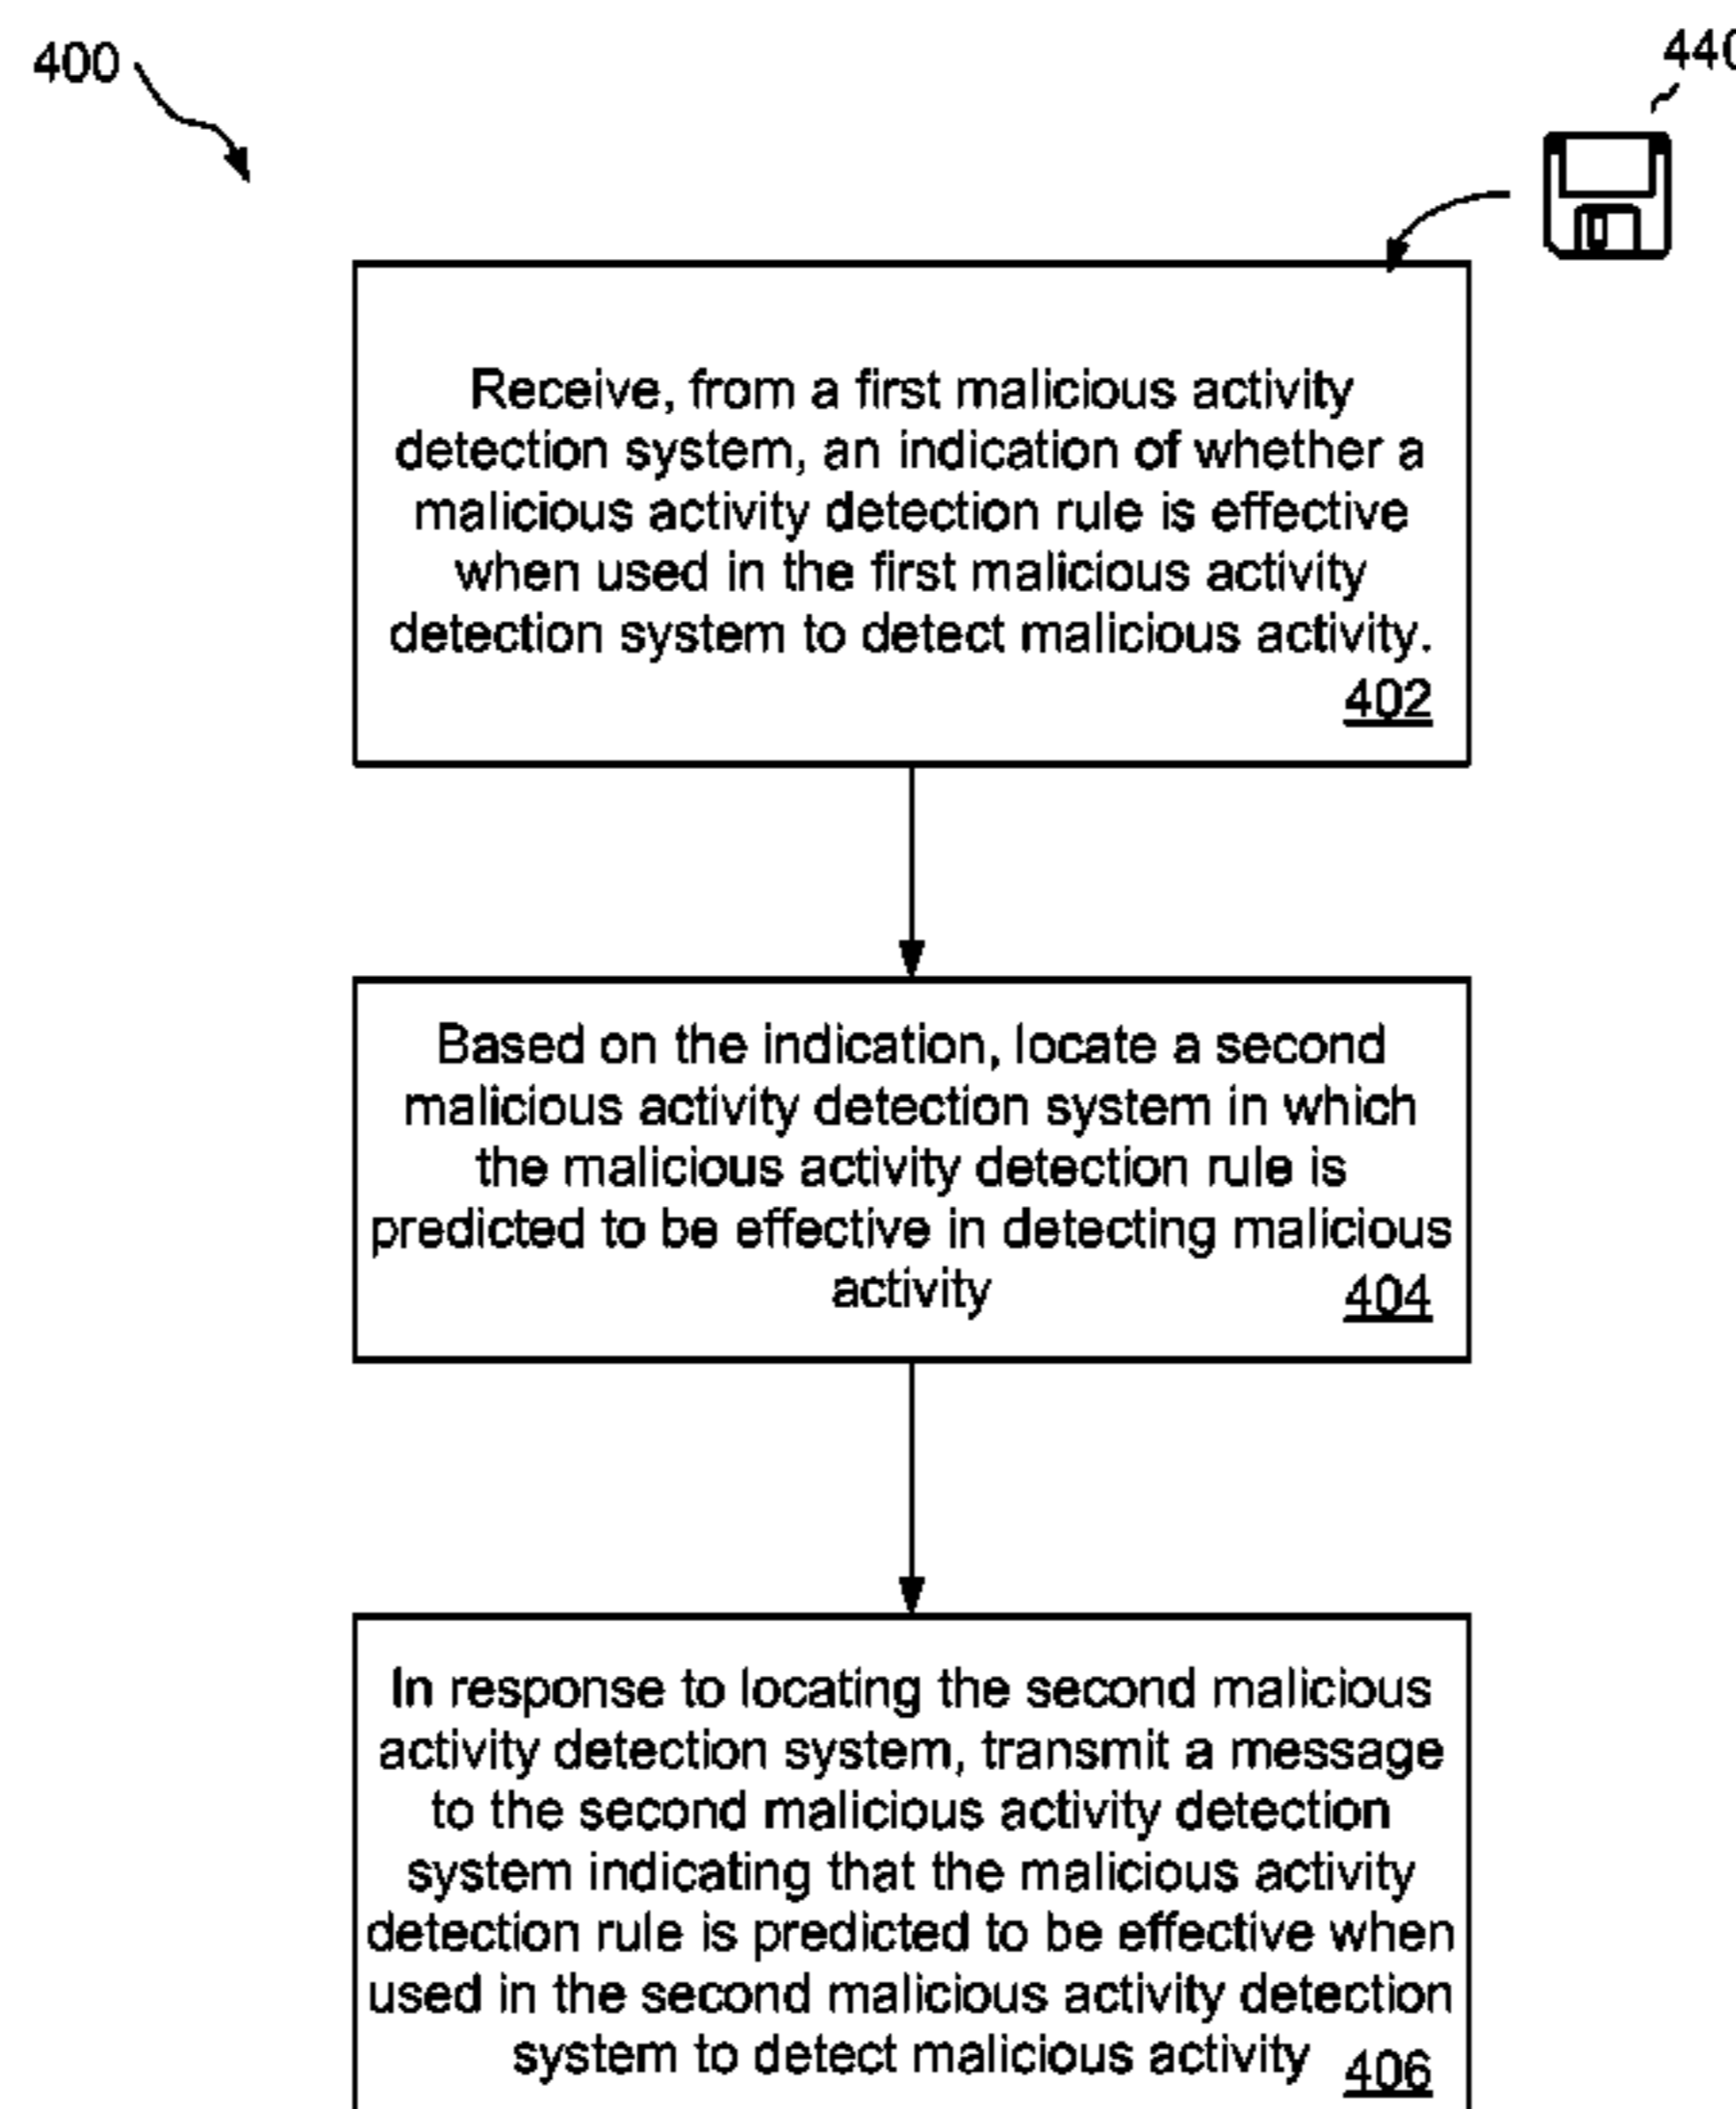 400
440
Receive, from a first malicious activity
detection system, an indication of whether a
malicious activity detection rule is effective
when used in the first malicious activity
detection system to detect malicious activity.
402
Based on the indication, locate a second
malicious activity detection system in which
the malicious activity detection rule is
predicted to be effective in detecting malicious
activity
404
In response to locating the second malicious
activity detection system, transmit a message
to the second malicious activity detection
system indicating that the malicious activity
detection rule is predicted to be effective when
used in the second malicious activity detection
system to detect malicious activity
406